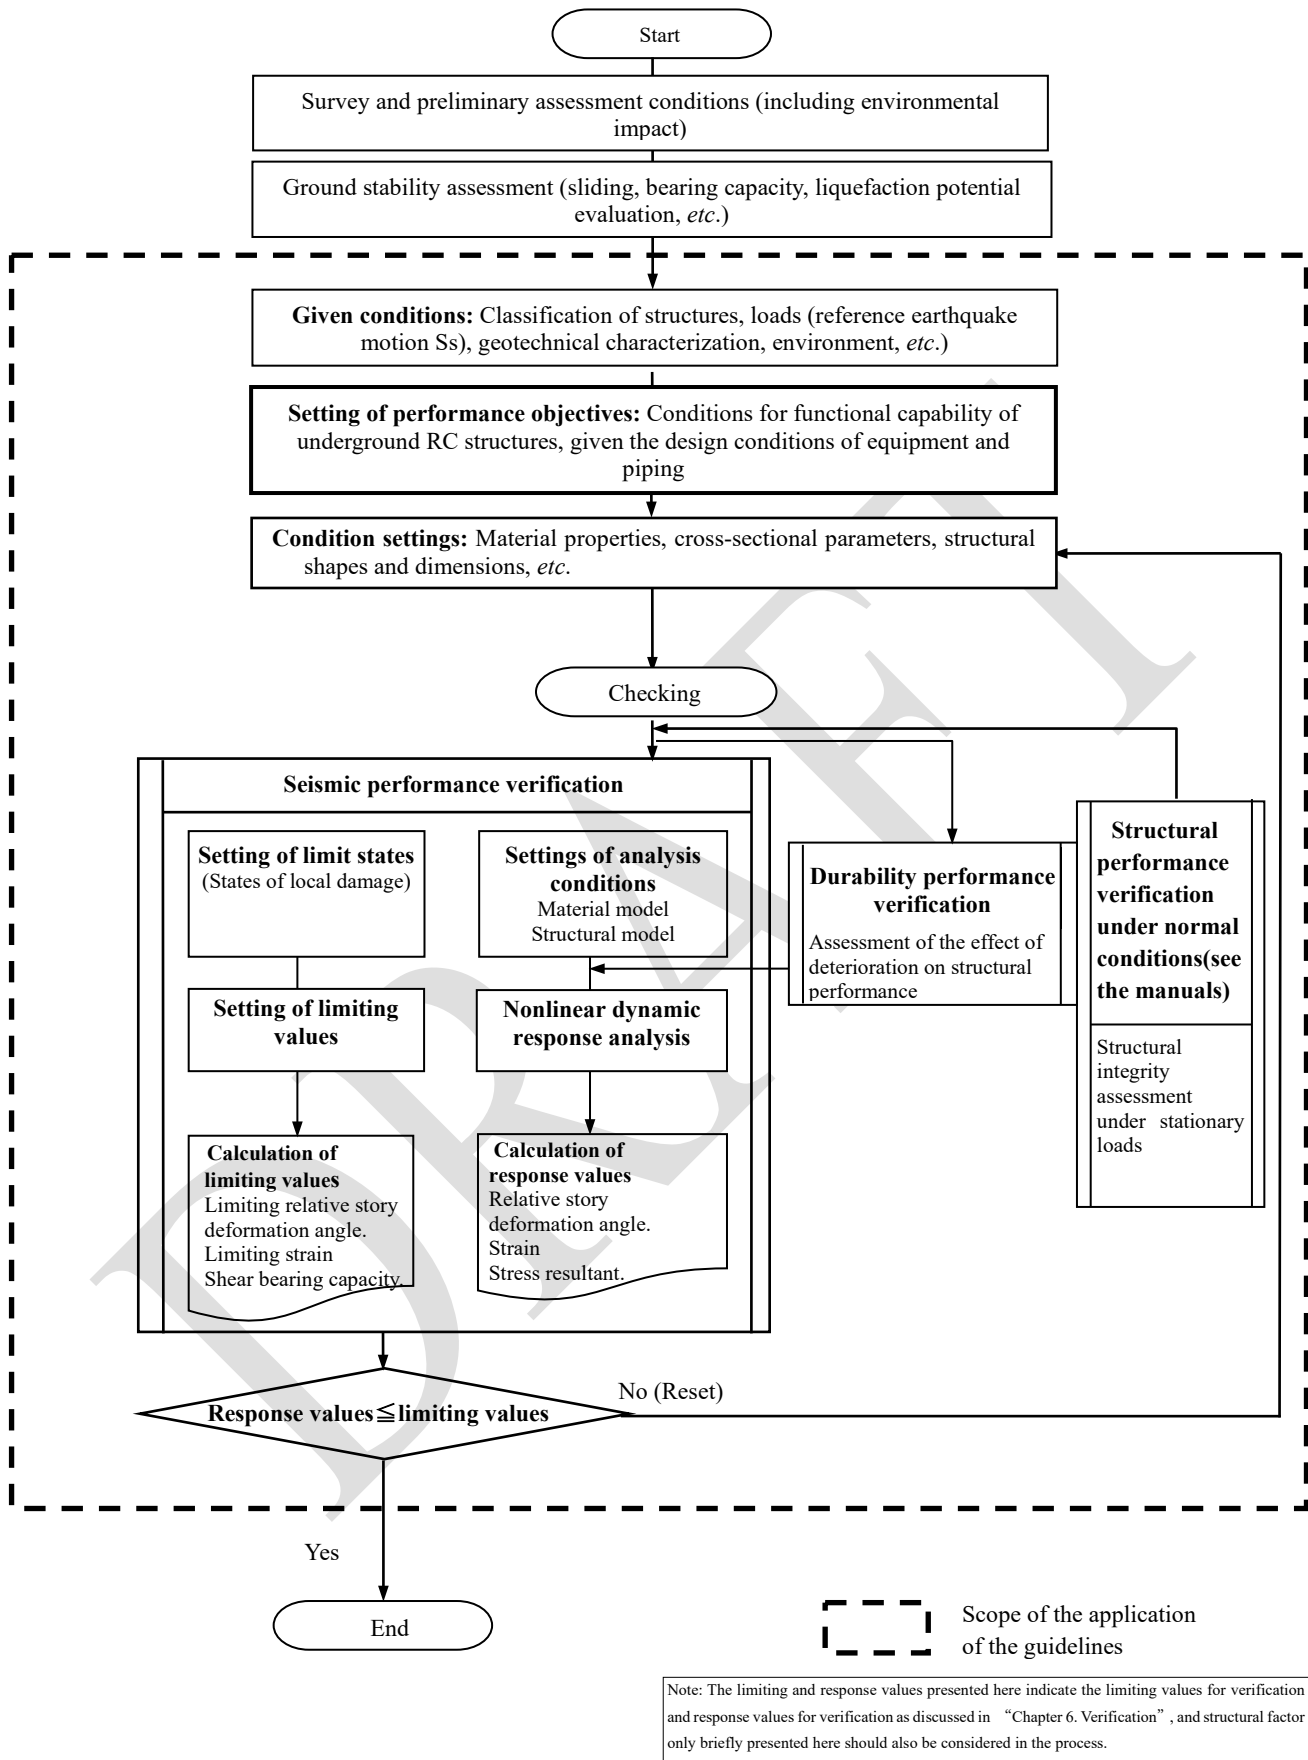 Start
Survey and preliminary assessment conditions (including environmental
impact)
Ground stability assessment (sliding, bearing capacity, liquefaction potential
evaluation, etc.)
Given conditions: Classification of structures, loads (reference earthquake
motion Ss), geotechnical characterization, environment, etc.)
Setting of performance objectives: Conditions for functional capability of
underground RC structures, given the design conditions of equipment and
piping
Condition settings: Material properties, cross-sectional parameters, structural
shapes and dimensions, etc.
Checking
Seismic performance verification
Setting of limit states
(States of local damage)
Setting of limiting
values
Calculation of
limiting values
Limiting relative story
deformation angle.
Limiting strain
Shear bearing capacity.
Settings of analysis
conditions
Material model
Structural model
Nonlinear dynamic
response analysis
Calculation of
response values
Relative story
deformation angle.
Strain
Stress resultant.
Durability performance
verification
Assessment of the effect of
deterioration on structural
performance
Structural
performance
verification
under normal
conditions(see
the manuals)
Structural
integrity
assessment
under stationary
loads
Response values≦limiting values
No (Reset)
Yes
End
Scope of the application
of the guidelines
Note: The limiting and response values presented here indicate the limiting values for verification
and response values for verification as discussed in “Chapter 6. Verification”, and structural factor
only briefly presented here should also be considered in the process.
DRAFT